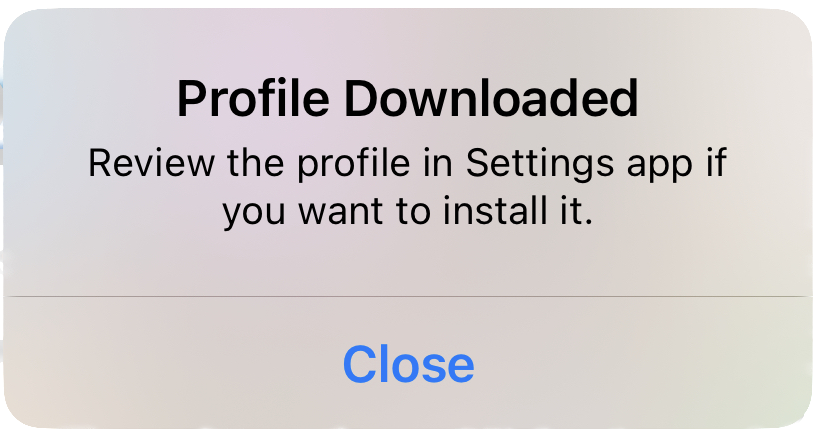 Profile Downloaded
Review the profile in Settings app if
you want to install it.
Close